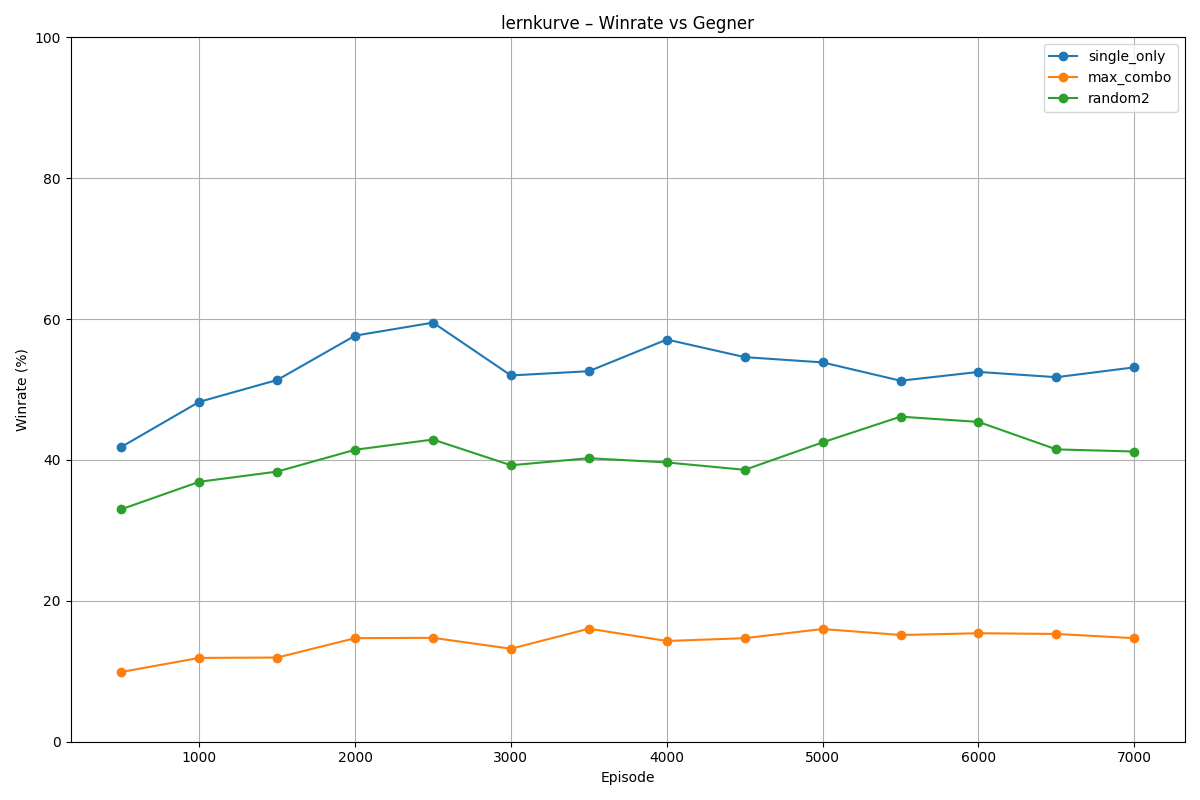 lernkurve – Winrate vs Gegner
single_only
max_combo
random2
Winrate (%)
100
80
60
40
20
0
1000 2000 3000 4000 5000 6000 7000
Episode